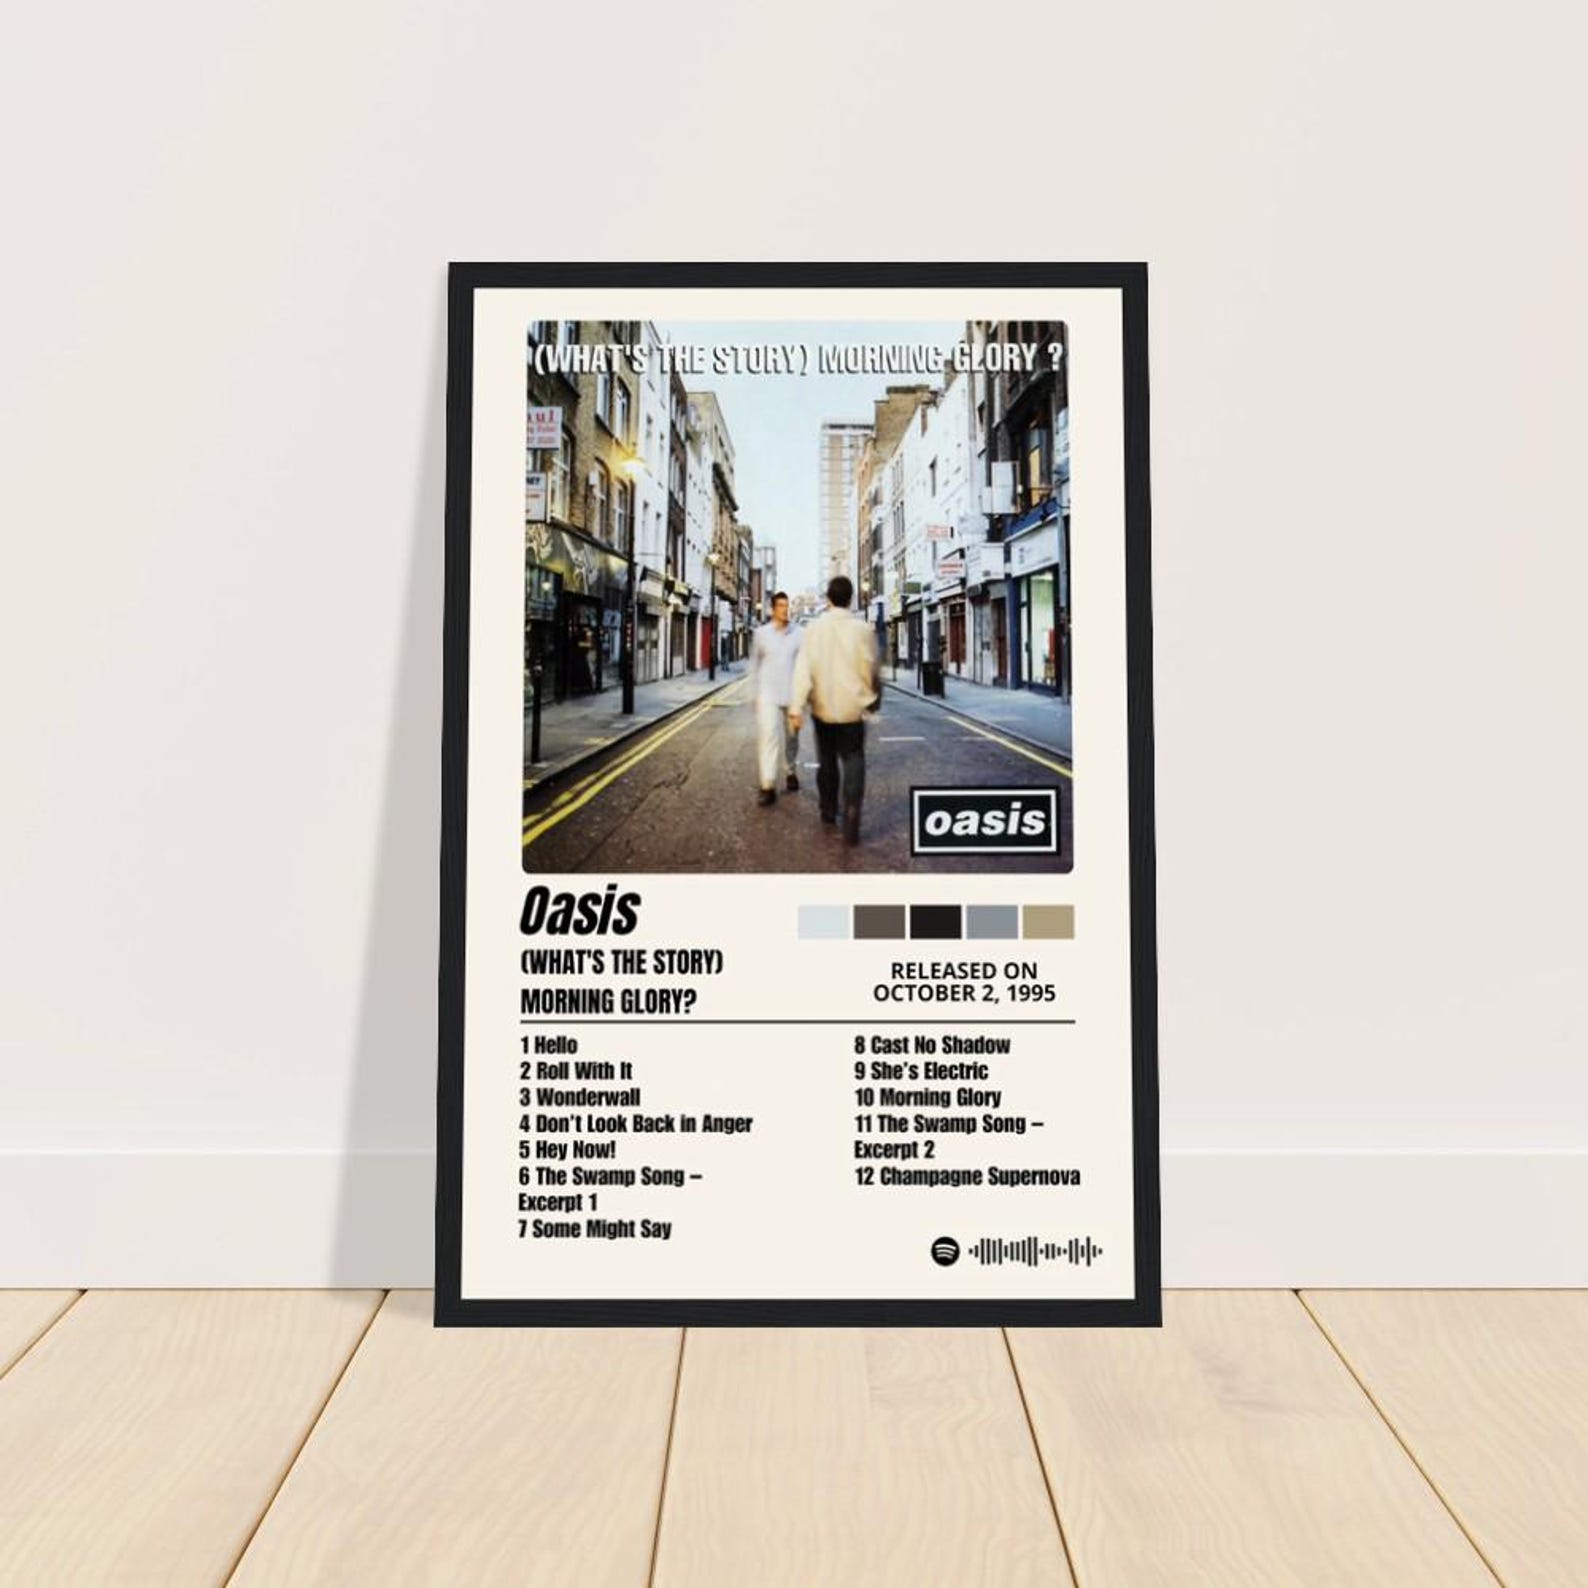 (WHAT'S THE STORY) MORNING GLORY ?
oasis
Oasis
(WHAT'S THE STORY)
MORNING GLORY?
RELEASED ON
OCTOBER 2, 1995
1 Hello
2 Roll With It
3 Wonderwall
4 Don't Look Back in Anger
5 Hey Now!
6 The Swamp Song –
Excerpt 1
7 Some Might Say
8 Cast No Shadow
9 She's Electric
10 Morning Glory
11 The Swamp Song –
Excerpt 2
12 Champagne Supernova